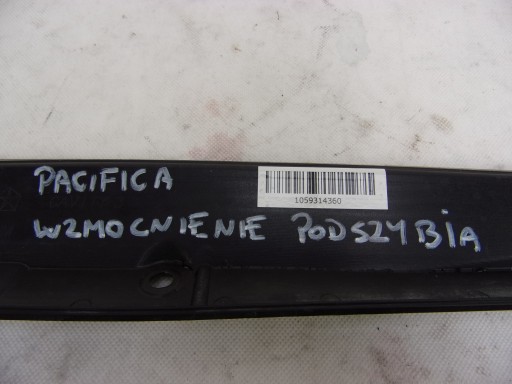 PACIFICA
1059314360
WZMOCNIENIE PODSZYBIA